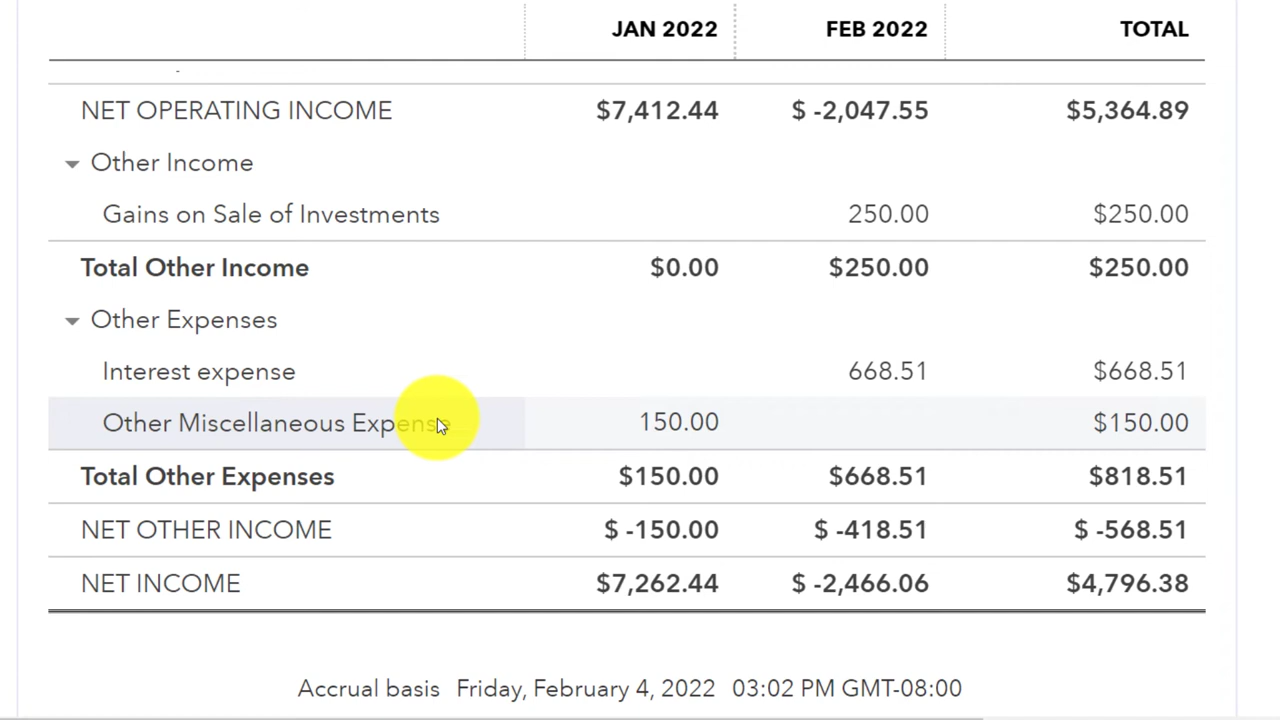 JAN 2022 FEB 2022 TOTAL
NET OPERATING INCOME $7,412.44 $ -2,047.55 $5,364.89
Other Income
Gains on Sale of Investments 250.00 $250.00
Total Other Income $0.00 $250.00 $250.00
Other Expenses
Interest expense 668.51 $668.51
Other Miscellaneous Expense 150.00 $150.00
Total Other Expenses $150.00 $668.51 $818.51
NET OTHER INCOME $ -150.00 $ -418.51 $ -568.51
NET INCOME $7,262.44 $ -2,466.06 $4,796.38
Accrual basis Friday, February 4, 2022 03:02 PM GMT-08:00